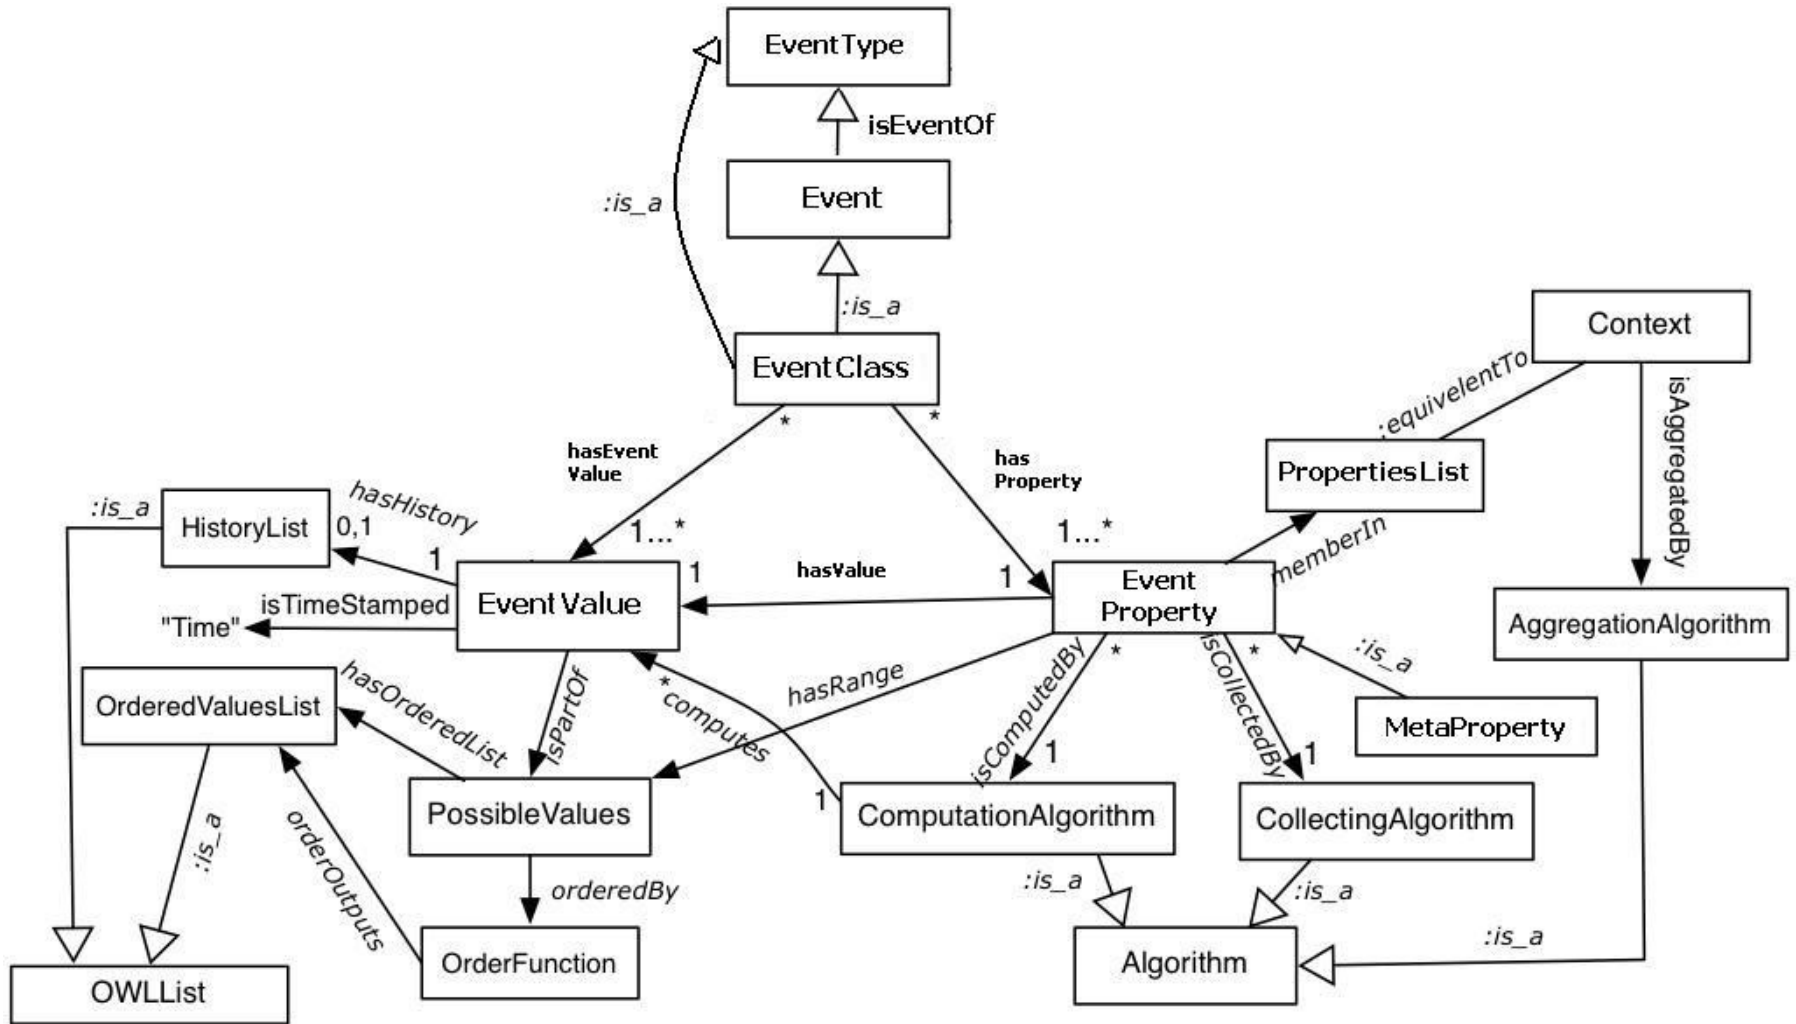 EventType
isEventOf
Event
:is_a
:is_a
EventClass
*
*
Context
:equivelentTo
isAggregatedBy
hasEvent
Value
has
Property
PropertiesList
:is_a
HistoryList
hasHistory
0,1
1
1...*
1...*
memberIn
EventValue
1
hasValue
1
Event
Property
isTimeStamped
"Time"
AggregationAlgorithm
OrderedValuesList
hasOrderedList
isPartOf
*
computes
hasRange
isComputedBy
*
isCollectedBy
*
:is_a
MetaProperty
1
1
1
PossibleValues
ComputationAlgorithm
CollectingAlgorithm
:is_a
orderOutputs
orderedBy
:is_a
:is_a
:is_a
OWLList
OrderFunction
Algorithm